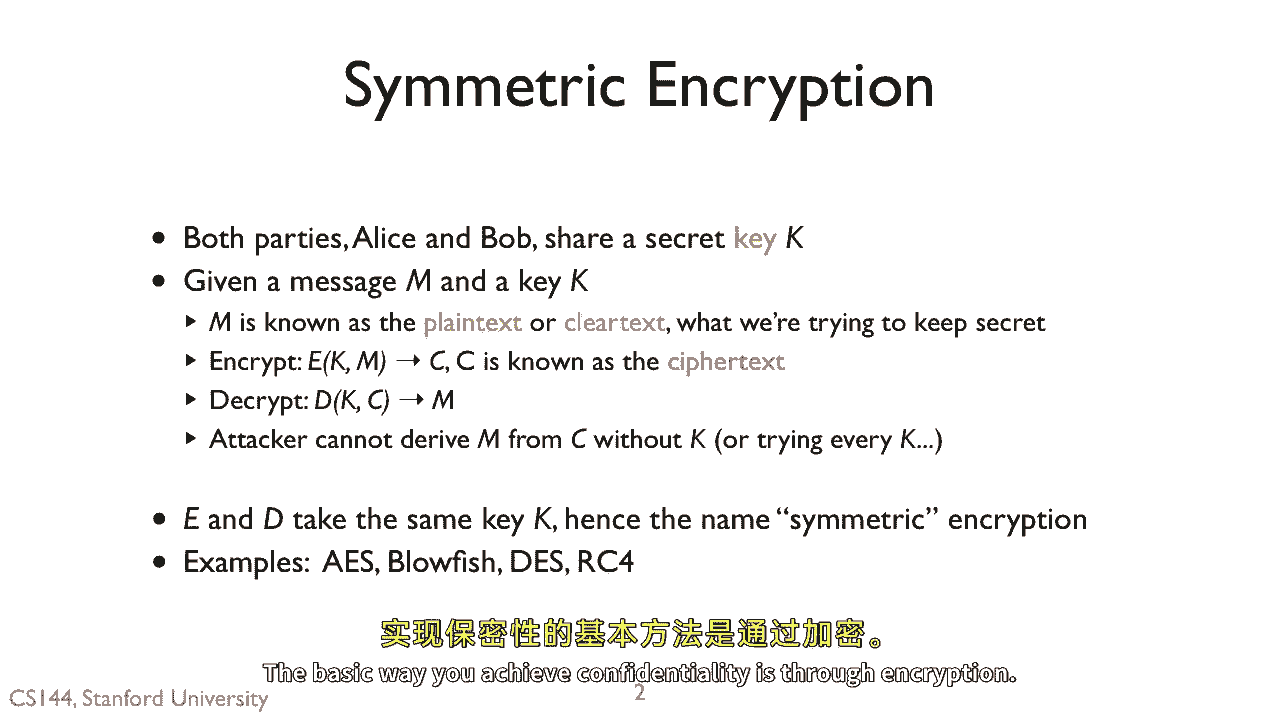 Symmetric Encryption
• Both parties, Alice and Bob, share a secret key K
• Given a message M and a key K
‣ M is known as the plaintext or cleartext, what we’re trying to keep secret
‣ Encrypt: E(K, M) → C, C is known as the ciphertext
‣ Decrypt: D(K, C) → M
‣ Attacker cannot derive M from C without K (or trying every K...)
• E and D take the same key K, hence the name “symmetric” encryption
• Examples: AES, Blowfish, DES, RC4
实现保密性的基本方法是通过加密。
The basic way you achieve confidentiality is through encryption.
CS144, Stanford University
2